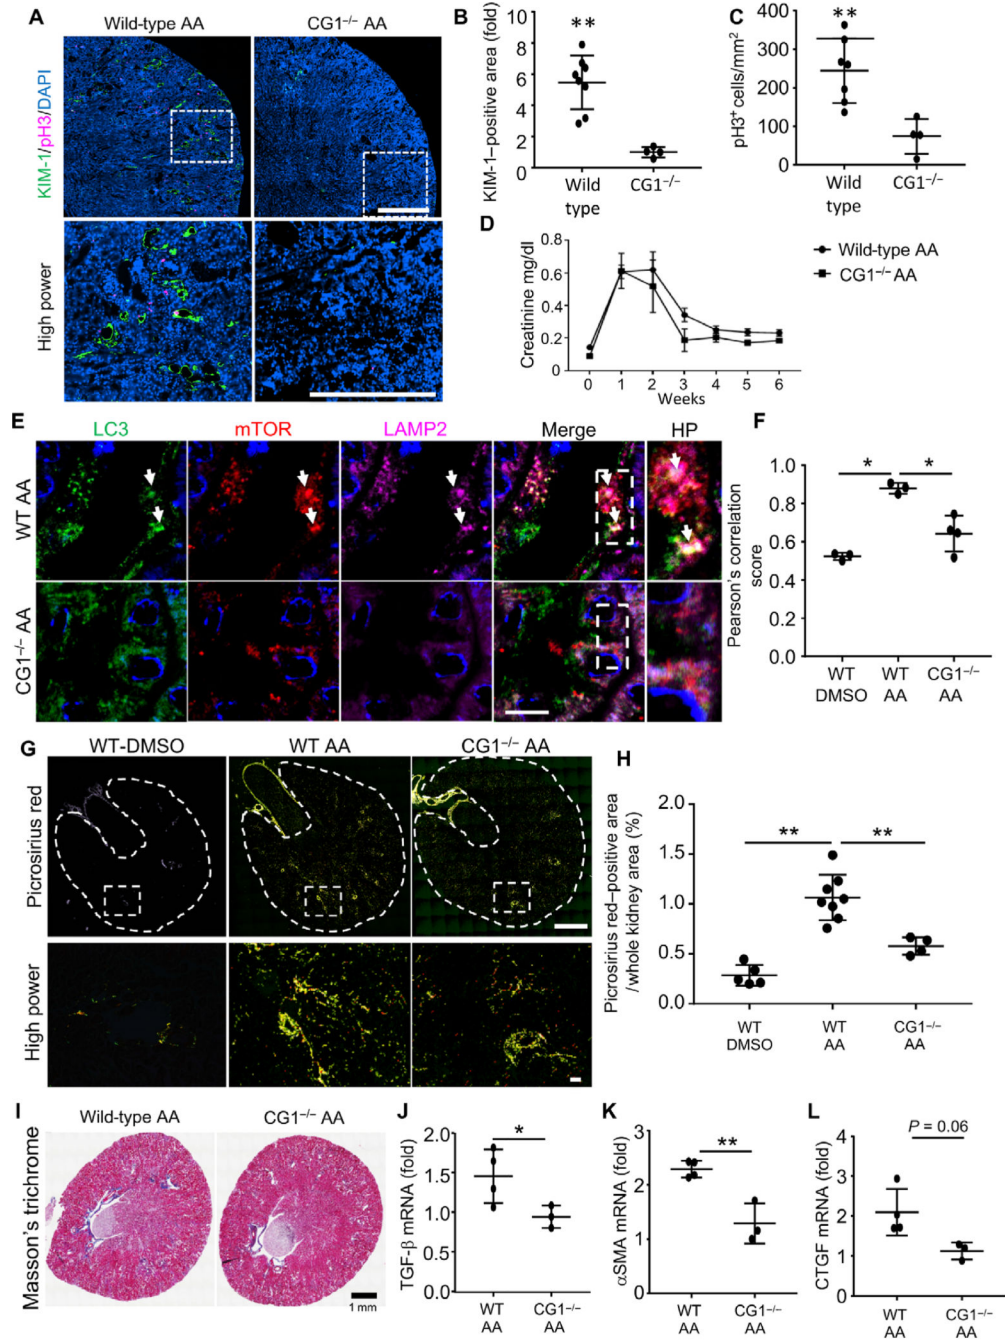 A
Wild-type AA
CG1⁻/⁻ AA
KIM-1/pH3/DAPI
High power
B
KIM-1–positive area (fold)
10
8
6
4
2
0
**
Wild
type
CG1⁻/⁻
C
pH3⁺ cells/mm²
400
300
200
100
0
**
Wild
type
CG1⁻/⁻
D
Creatinine mg/dl
0.8
0.6
0.4
0.2
0
0 1 2 3 4 5 6
Weeks
Wild-type AA
CG1⁻/⁻ AA
E
LC3
mTOR
LAMP2
Merge
HP
WT AA
CG1⁻/⁻ AA
F
Pearson's correlation
score
1.0
0.8
0.6
0.4
0.2
0.0
* *
WT
DMSO
WT
AA
CG1⁻/⁻
AA
G
WT-DMSO
WT AA
CG1⁻/⁻ AA
Picrosirius red
High power
H
Picrosirius red–positive area
/whole kidney area (%)
2.0
1.5
1.0
0.5
0.0
** **
WT
DMSO
WT
AA
CG1⁻/⁻
AA
I
Wild-type AA
CG1⁻/⁻ AA
Masson's trichrome
1 mm
J
TGF-β mRNA (fold)
2.0
1.5
1.0
0.5
0.0
*
WT
AA
CG1⁻/⁻
AA
K
αSMA mRNA (fold)
3
2
1
0
**
WT
AA
CG1⁻/⁻
AA
L
CTGF mRNA (fold)
4
3
2
1
0
P = 0.06
WT
AA
CG1⁻/⁻
AA